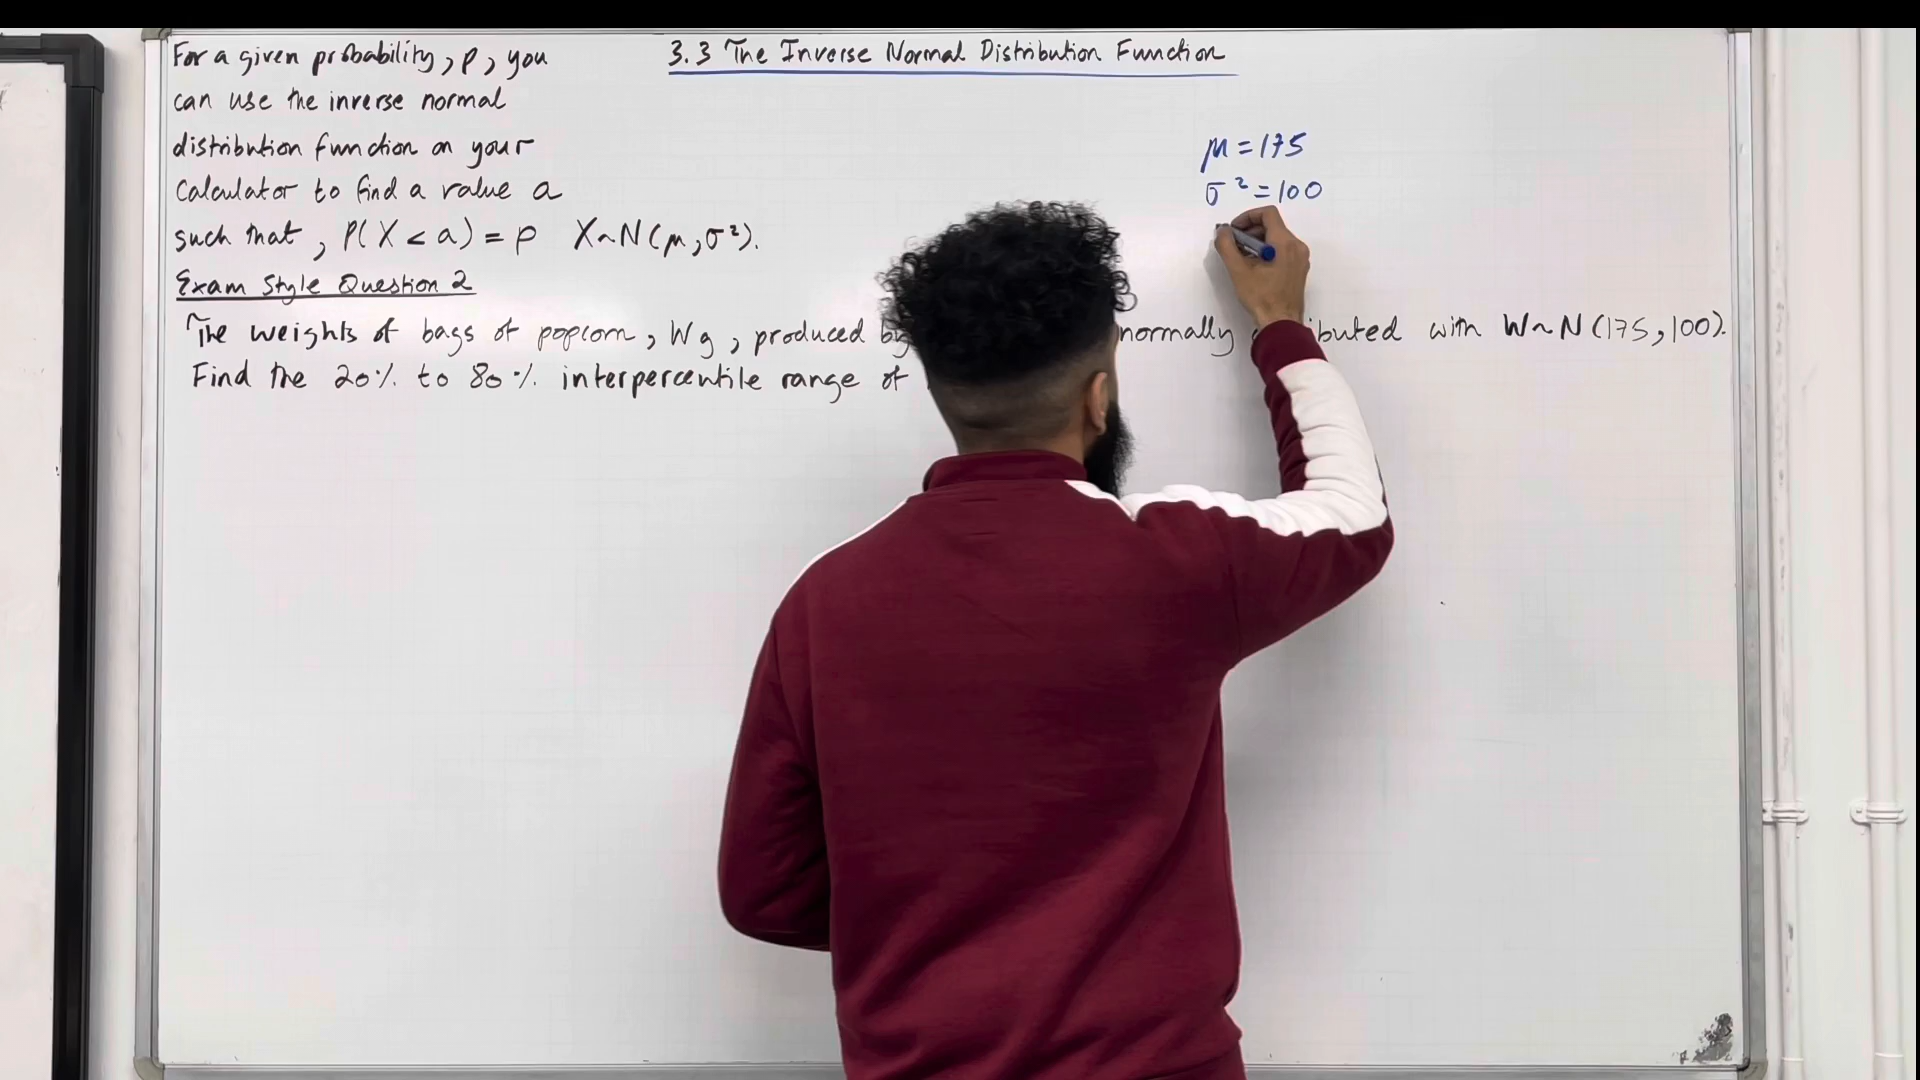 3.3 The Inverse Normal Distribution Function
For a given probability, p, you
can use the inverse normal
distribution function on your
calculator to find a value a
such that, P(X < a) = p X~N(μ,σ²).
μ = 175
σ² = 100
Exam Style Question 2
The weights of bags of popcorn, W g, produced by normally with W~N(175,100).
Find the 20% to 80% interpercentile range of